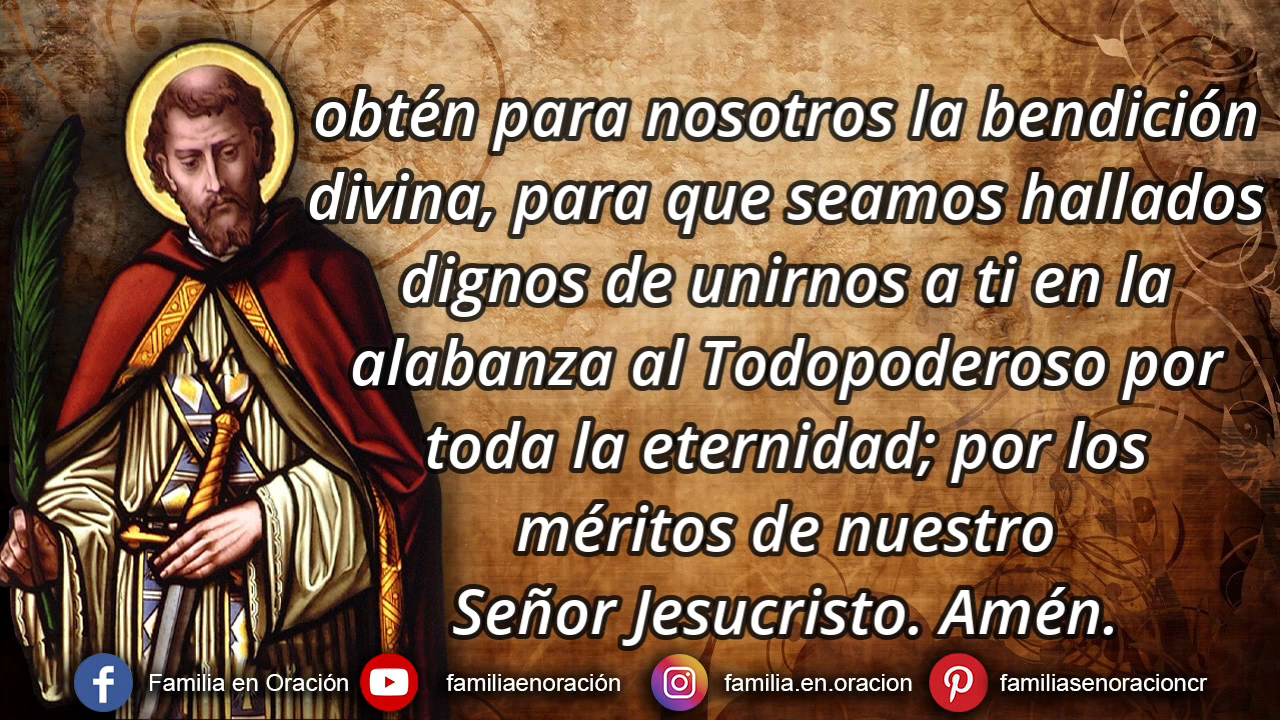 obtén para nosotros la bendición
divina, para que seamos hallados
dignos de unirnos a ti en la
alabanza al Todopoderoso por
toda la eternidad; por los
méritos de nuestro
Señor Jesucristo. Amén.
Familia en Oración familiaenoración familia.en.oracion familiasenoracioncr